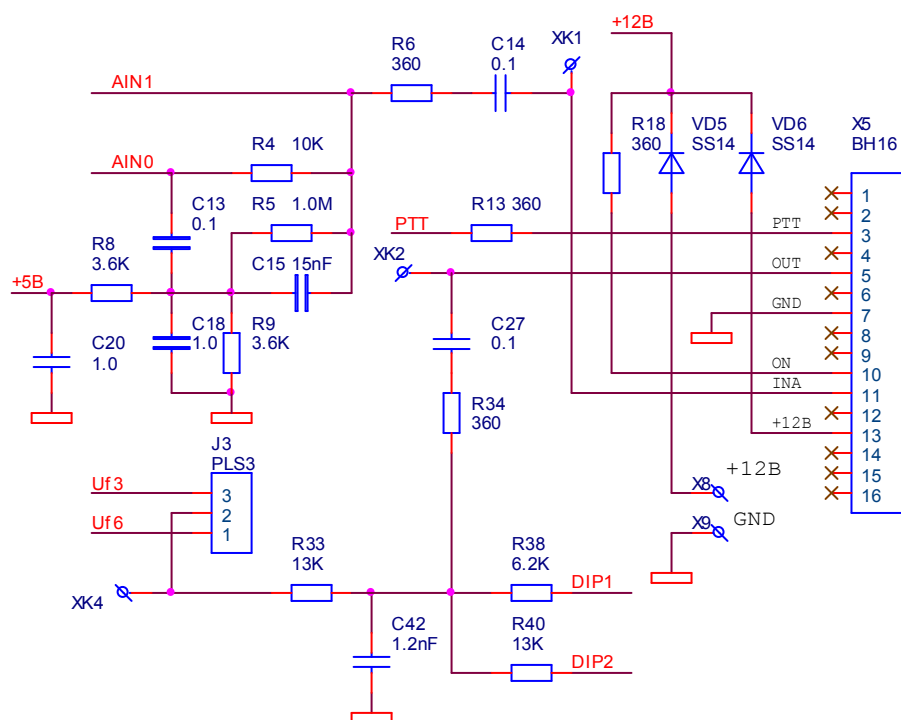 +12B
R6
360
C14
0.1
XK1
AIN1
R18
360
VD5
SS14
VD6
SS14
X5
BH16
AIN0
R4 10K
C13
0.1
R5 1.0M
PTT
R13 360
XK2
R8
3.6K
C15 15nF
+5B
C20
1.0
C18
1.0
R9
3.6K
C27
0.1
R34
360
1
2
PTT 3
4
OUT 5
6
GND 7
8
9
ON 10
INA 11
12
+12B 13
14
15
16
J3
PLS3
Uf3 3
2
Uf6 1
X8 +12B
X9 GND
R33
13K
R38
6.2K
DIP1
XK4
C42
1.2nF
R40
13K
DIP2